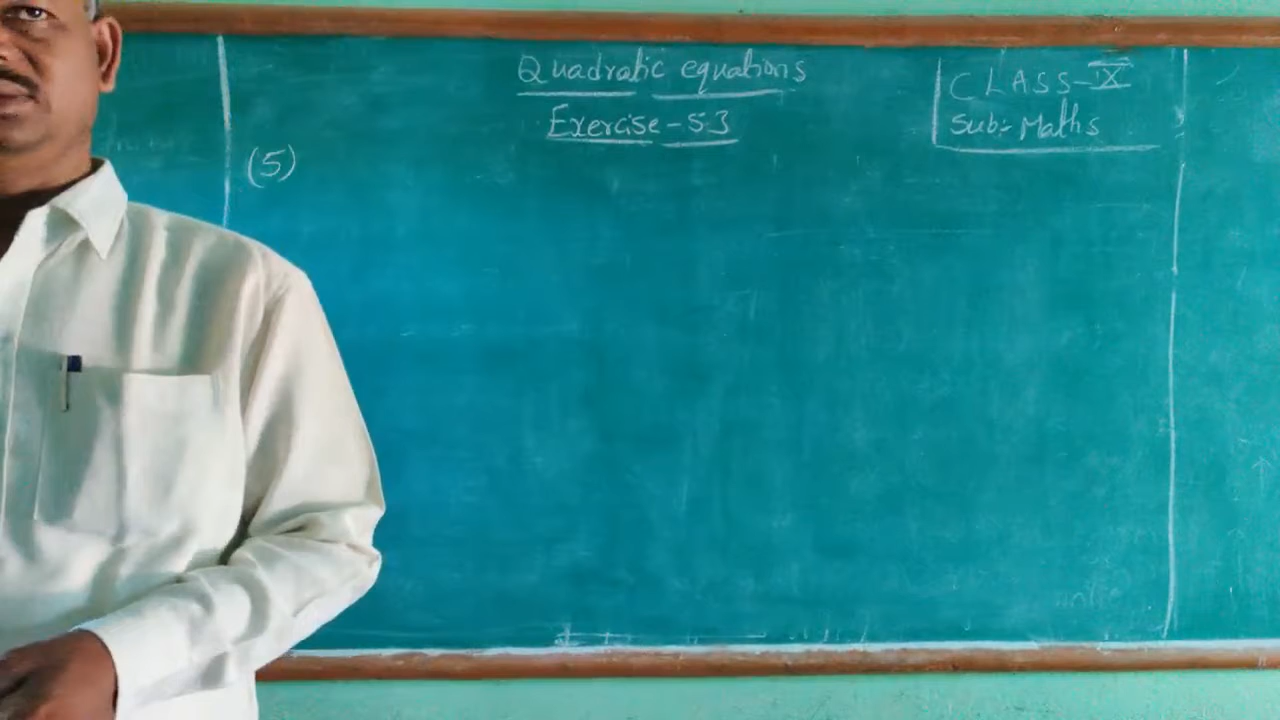 Quadratic equations
Exercise-5.3
CLASS-IX
Sub:- Maths
(5)